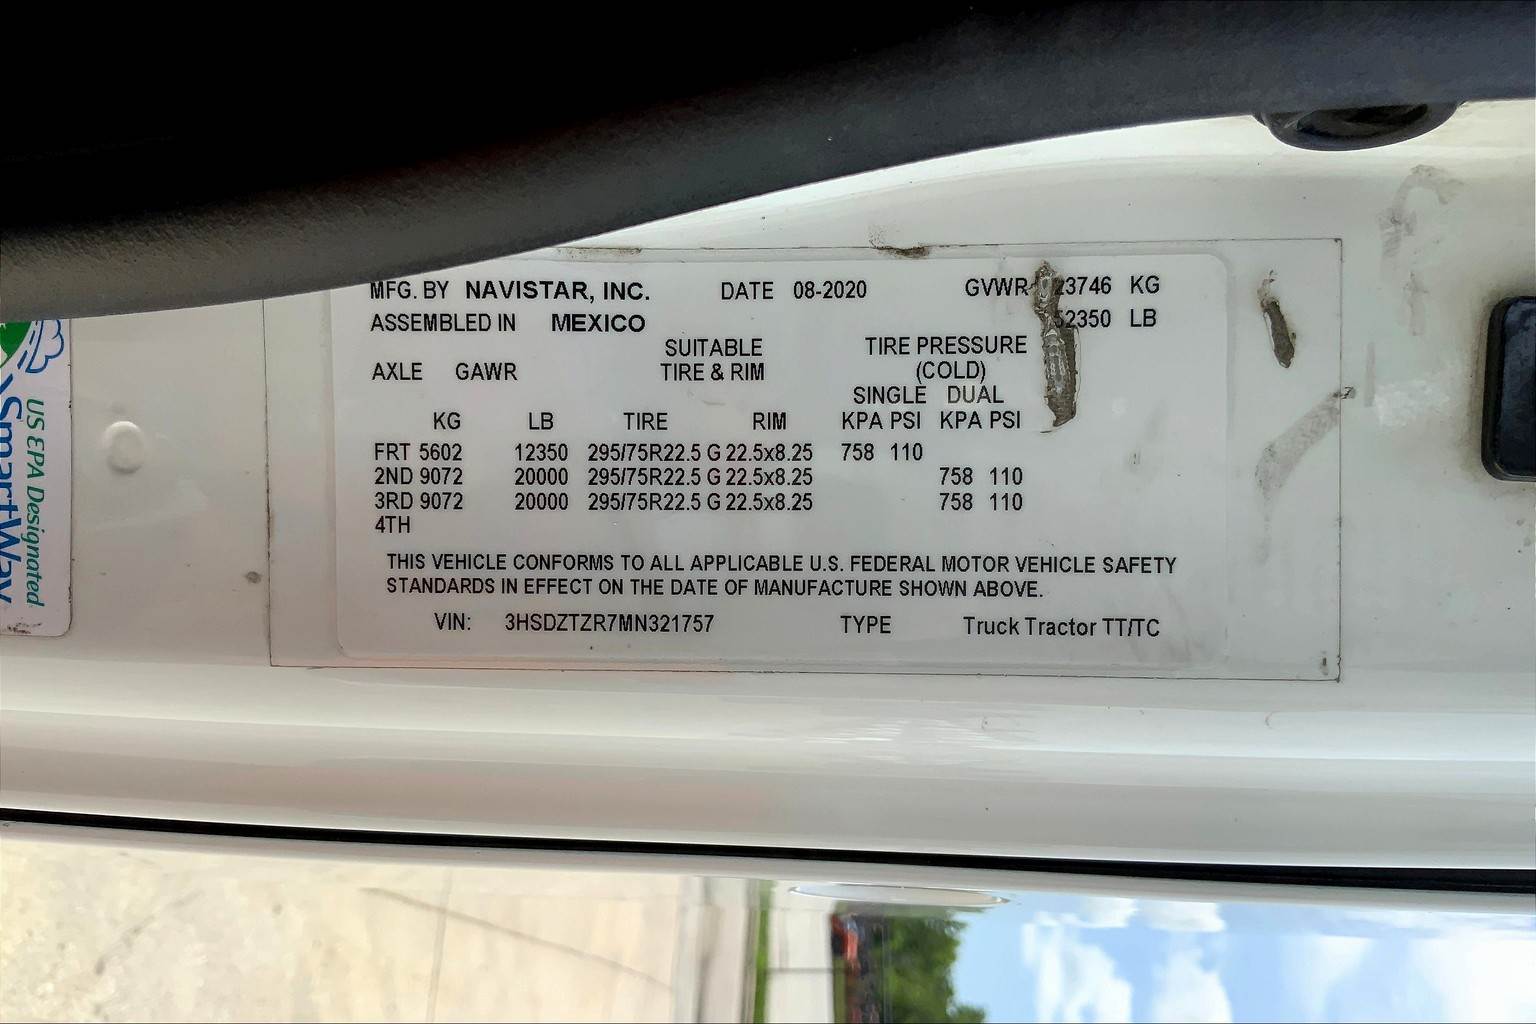 MFG. BY NAVISTAR, INC. DATE 08-2020 GVWR 23746 KG
ASSEMBLED IN MEXICO 52350 LB
SUITABLE TIRE PRESSURE
AXLE GAWR TIRE & RIM (COLD)
SINGLE DUAL
KG LB TIRE RIM KPA PSI KPA PSI
FRT 5602 12350 295/75R22.5 G 22.5x8.25 758 110
2ND 9072 20000 295/75R22.5 G 22.5x8.25 758 110
3RD 9072 20000 295/75R22.5 G 22.5x8.25 758 110
4TH
THIS VEHICLE CONFORMS TO ALL APPLICABLE U.S. FEDERAL MOTOR VEHICLE SAFETY
STANDARDS IN EFFECT ON THE DATE OF MANUFACTURE SHOWN ABOVE.
VIN: 3HSDZTZR7MN321757 TYPE Truck Tractor TT/TC
US EPA Designated
SmartWay